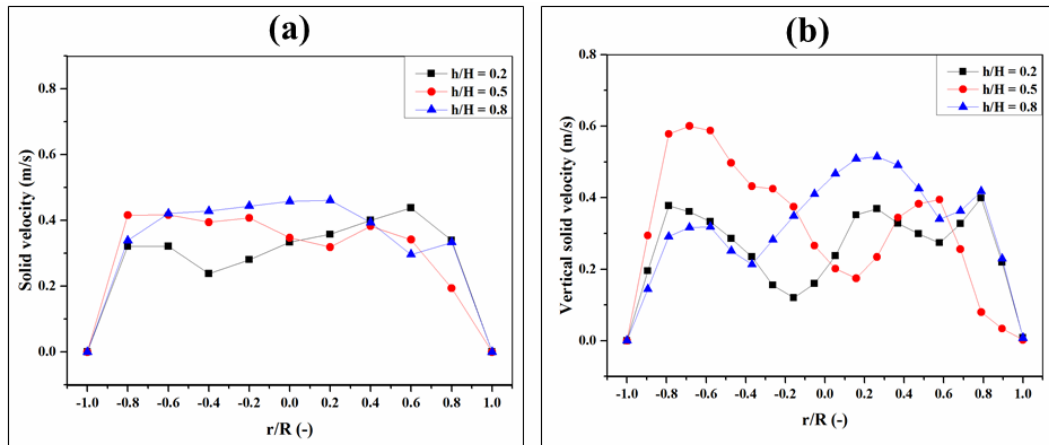 (a)
Solid velocity (m/s)
0.8
0.6
0.4
0.2
0.0
h/H = 0.2
h/H = 0.5
h/H = 0.8
-1.0 -0.8 -0.6 -0.4 -0.2 0.0 0.2 0.4 0.6 0.8 1.0
r/R (-)
(b)
Vertical solid velocity (m/s)
0.8
0.6
0.4
0.2
0.0
h/H = 0.2
h/H = 0.5
h/H = 0.8
-1.0 -0.8 -0.6 -0.4 -0.2 0.0 0.2 0.4 0.6 0.8 1.0
r/R (-)